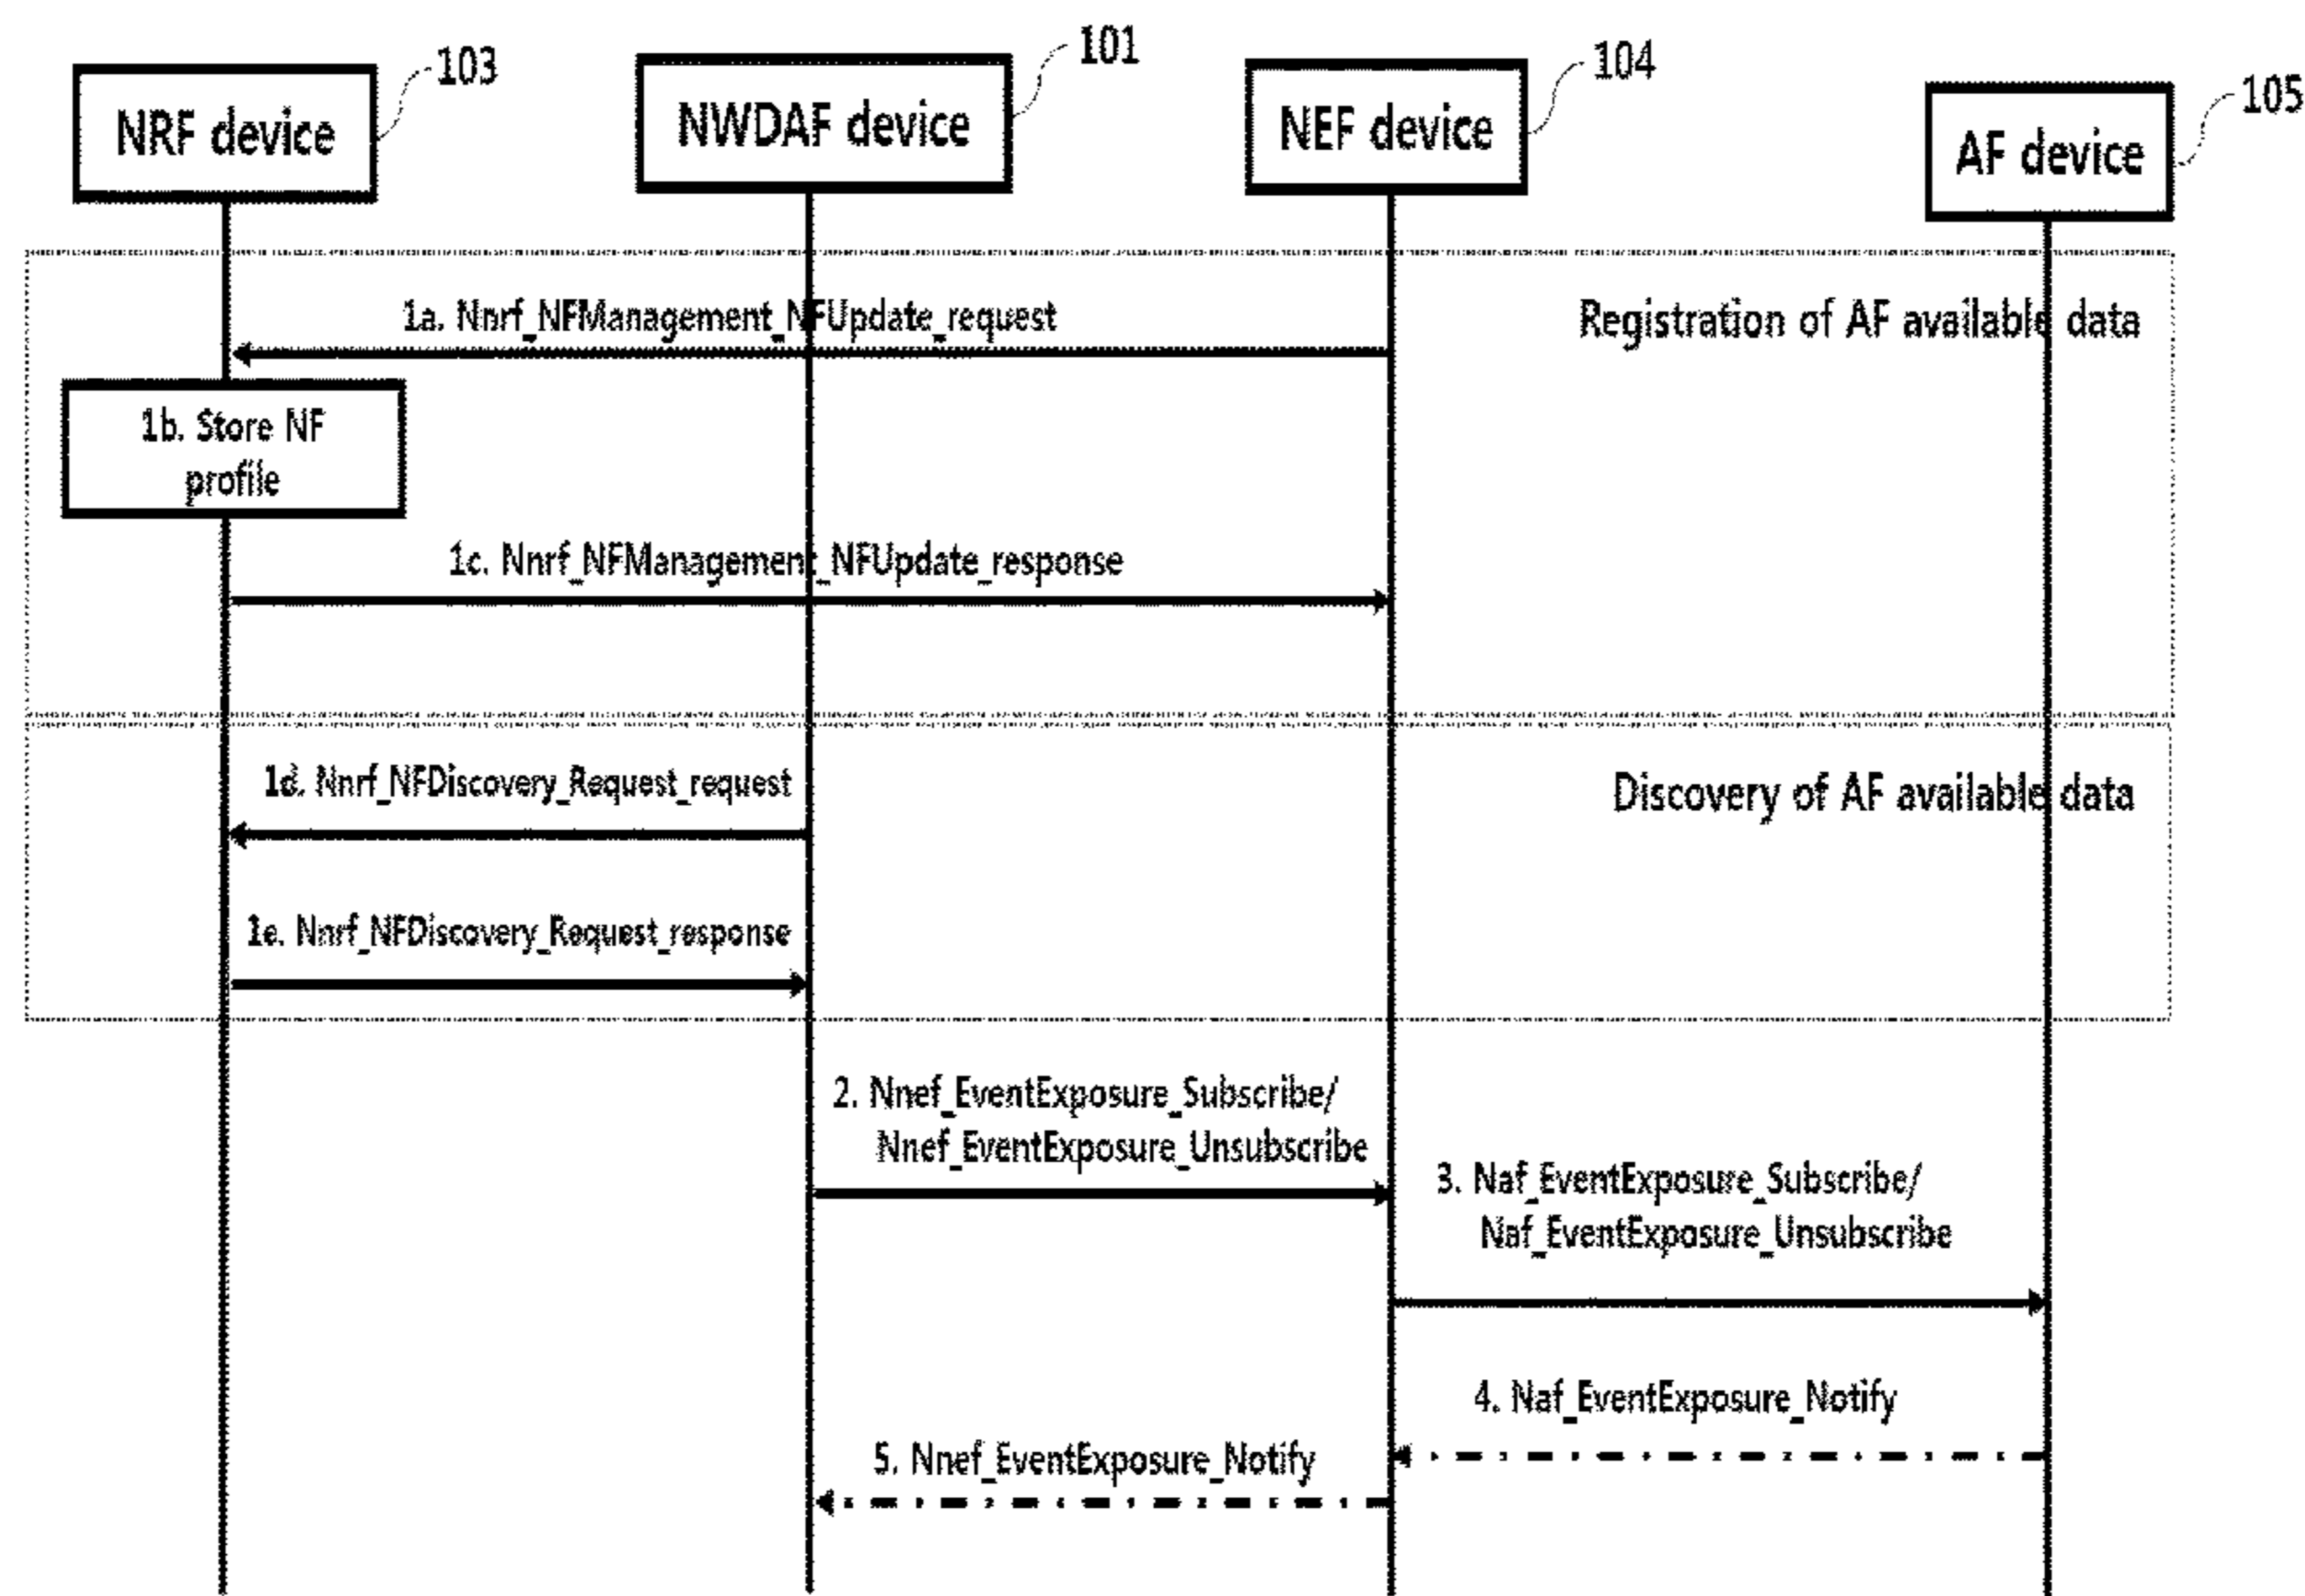 103
101
104
105
NRF device
NWDAF device
NEF device
AF device
1a. Nnrf_NFManagement_NFUpdate_request
Registration of AF available data
1b. Store NF
profile
1c. Nnrf_NFManagement_NFUpdate_response
1d. Nnrf_NFDiscovery_Request_request
Discovery of AF available data
1e. Nnrf_NFDiscovery_Request_response
2. Nnef_EventExposure_Subscribe/
Nnef_EventExposure_Unsubscribe
3. Naf_EventExposure_Subscribe/
Naf_EventExposure_Unsubscribe
4. Naf_EventExposure_Notify
5. Nnef_EventExposure_Notify